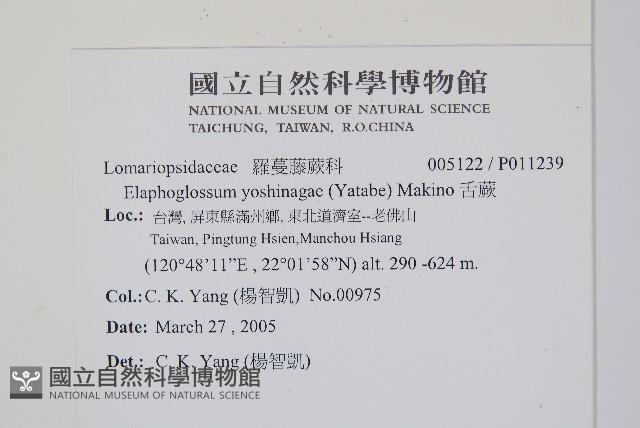 國立自然科學博物館
NATIONAL MUSEUM OF NATURAL SCIENCE
TAICHUNG, TAIWAN, R.O.CHINA
Lomariopsidaceae 羅蔓藤蕨科 005122 / P011239
Elaphoglossum yoshinagae (Yatabe) Makino 舌蕨
Loc.: 台灣, 屏東縣滿州鄉, 東北道濟室--老佛山
Taiwan, Pingtung Hsien,Manchou Hsiang
(120°48’11”E , 22°01’58”N) alt. 290 -624 m.
Col.:C. K. Yang (楊智凱) No.00975
Date: March 27 , 2005
Det.: C. K. Yang (楊智凱)
國立自然科學博物館
NATIONAL MUSEUM OF NATURAL SCIENCE